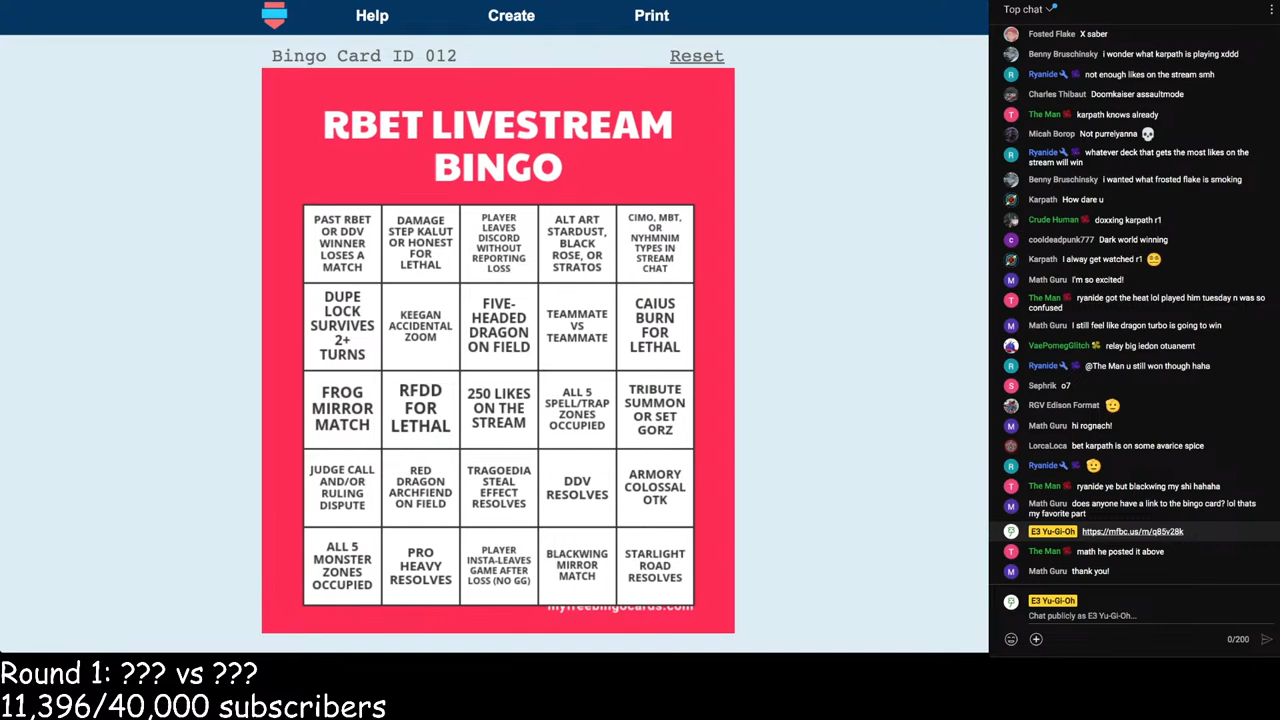 Help Create Print
Bingo Card ID 012 Reset
RBET LIVESTREAM
BINGO
PAST RBET
OR DDV
WINNER
LOSES A
MATCH
DAMAGE
STEP KALUT
OR HONEST
FOR
LETHAL
PLAYER
LEAVES
DISCORD
WITHOUT
REPORTING
LOSS
ALT ART
STARDUST,
BLACK
ROSE, OR
STRATOS
CIMO, MBT,
OR
NYHMNIM
TYPES IN
STREAM
CHAT
DUPE
LOCK
SURVIVES
2+
TURNS
KEEGAN
ACCIDENTAL
ZOOM
FIVE-
HEADED
DRAGON
ON FIELD
TEAMMATE
VS
TEAMMATE
CAIUS
BURN
FOR
LETHAL
FROG
MIRROR
MATCH
RFDD
FOR
LETHAL
250 LIKES
ON THE
STREAM
ALL 5
SPELL/TRAP
ZONES
OCCUPIED
TRIBUTE
SUMMON
OR SET
GORZ
JUDGE CALL
AND/OR
RULING
DISPUTE
RED
DRAGON
ARCHFIEND
ON FIELD
TRAGOEDIA
STEAL
EFFECT
RESOLVES
DDV
RESOLVES
ARMORY
COLOSSAL
OTK
ALL 5
MONSTER
ZONES
OCCUPIED
PRO
HEAVY
RESOLVES
PLAYER
INSTA-LEAVES
GAME AFTER
LOSS (NO GG)
BLACKWING
MIRROR
MATCH
STARLIGHT
ROAD
RESOLVES
myfreebingocards.com
Round 1: ??? vs ???
11,396/40,000 subscribers
Top chat
Fosted Flake X saber
Benny Bruschinsky i wonder what karpath is playing xddd
R Ryanide not enough likes on the stream smh
Charles Thibaut Doomkaiser assaultmode
T The Man karpath knows already
Micah Borop Not purrelyanna
R Ryanide whatever deck that gets the most likes on the
stream will win
Benny Bruschinsky i wanted what frosted flake is smoking
Karpath How dare u
Crude Human doxxing karpath r1
c cooldeadpunk777 Dark world winning
Karpath I alway get watched r1
M Math Guru I'm so excited!
T The Man ryanide got the heat lol played him tuesday n was so
confused
M Math Guru I still feel like dragon turbo is going to win
VaePomegGlitch relay big iedon otuanemt
R Ryanide @The Man u still won though haha
S Sephrik o7
RGV Edison Format
M Math Guru hi rognach!
LorcaLoca bet karpath is on some avarice spice
R Ryanide
T The Man ryanide ye but blackwing my shi hahaha
M Math Guru does anyone have a link to the bingo card? lol thats
my favorite part
E3 Yu-Gi-Oh https://mfbc.us/m/q85v28k
T The Man math he posted it above
M Math Guru thank you!
E3 Yu-Gi-Oh
Chat publicly as E3 Yu-Gi-Oh...
0/200